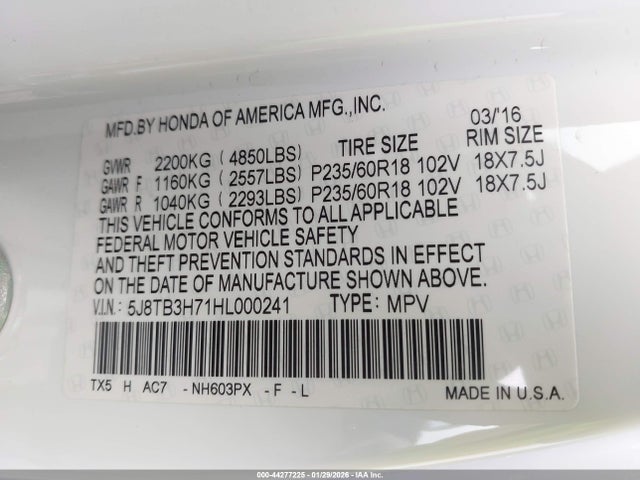 MFD.BY HONDA OF AMERICA MFG.,INC. 03/'16
GVWR 2200KG (4850LBS) TIRE SIZE RIM SIZE
GAWR F 1160KG (2557LBS) P235/60R18 102V 18X7.5J
GAWR R 1040KG (2293LBS) P235/60R18 102V 18X7.5J
THIS VEHICLE CONFORMS TO ALL APPLICABLE
FEDERAL MOTOR VEHICLE SAFETY
AND THEFT PREVENTION STANDARDS IN EFFECT
ON THE DATE OF MANUFACTURE SHOWN ABOVE.
V.I.N.: 5J8TB3H71HL000241 TYPE: MPV
TX5 H AC7 -NH603PX -F-L MADE IN U.S.A.
000-44277225 - 01/29/2026 - IAA Inc.